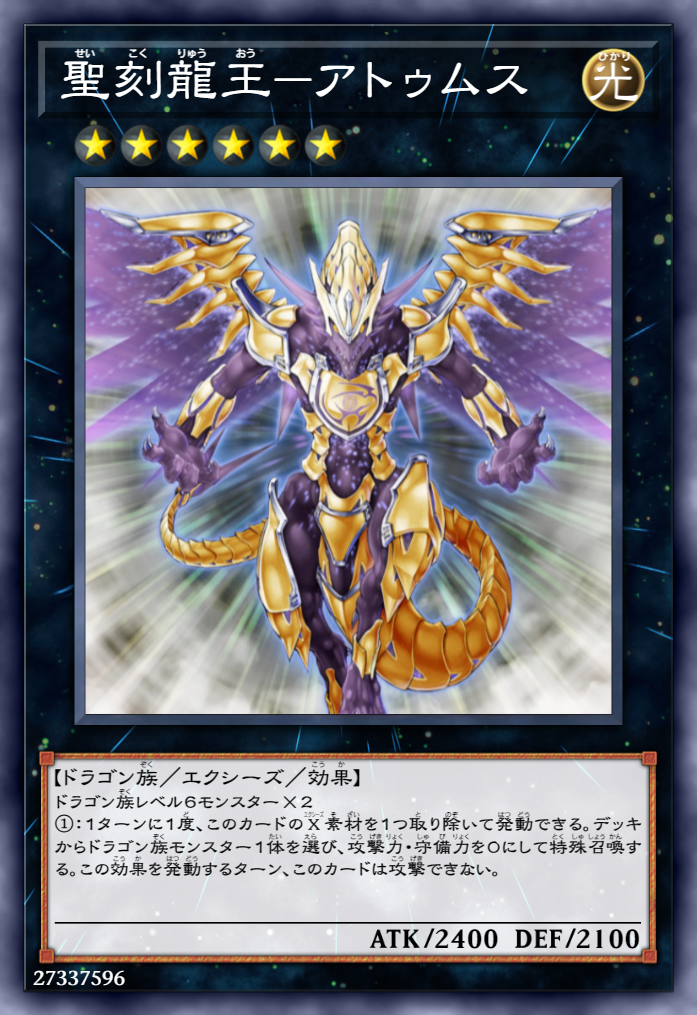 聖刻龍王－アトゥムス
光
【ドラゴン族／エクシーズ／効果】
ドラゴン族レベル６モンスター×２
①：１ターンに１度、このカードのＸ素材を１つ取り除いて発動できる。デッキ
からドラゴン族モンスター１体を選び、攻撃力・守備力を０にして特殊召喚す
る。この効果を発動するターン、このカードは攻撃できない。
ATK/2400 DEF/2100
27337596